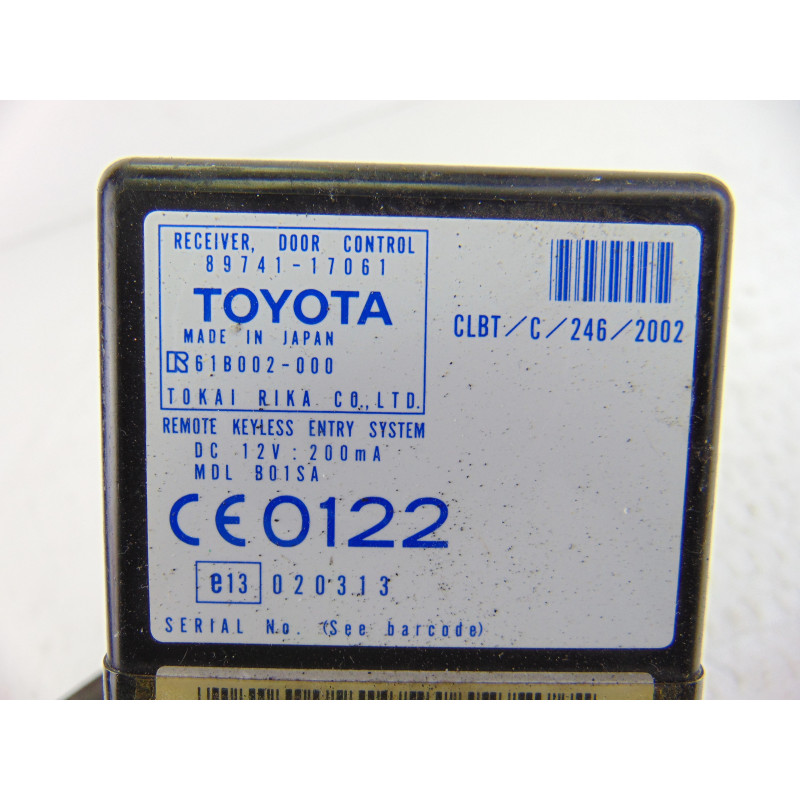 RECEIVER, DOOR CONTROL
89741-17061
TOYOTA
MADE IN JAPAN
R 61B002-000
TOKAI RIKA CO.,LTD.
CLBT/C/246/2002
REMOTE KEYLESS ENTRY SYSTEM
DC 12V : 200mA
MDL B01SA
CE0122
e13 020313
SERIAL No. (See barcode)